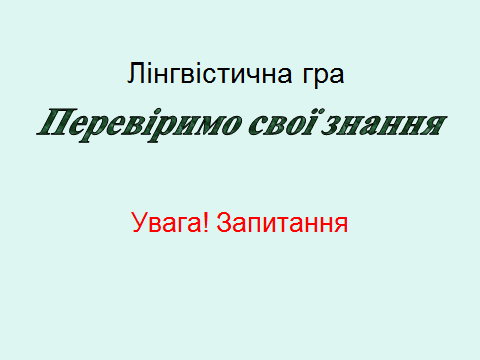 Лінгвістична гра
Перевіримо свої знання
Увага! Запитання